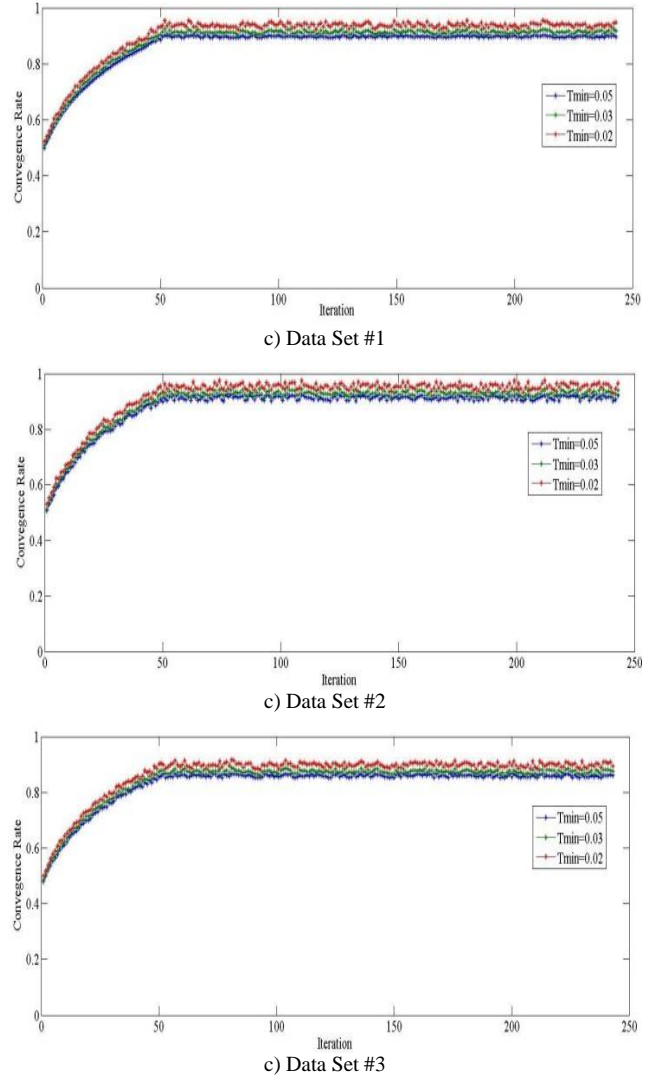 1
0.8
0.6
0.4
0.2
0
Convegence Rate
Tmin=0.05
Tmin=0.03
Tmin=0.02
0 50 100 150 200 250
Iteration
c) Data Set #1
1
0.8
0.6
0.4
0.2
0
Convegence Rate
Tmin=0.05
Tmin=0.03
Tmin=0.02
0 50 100 150 200 250
Iteration
c) Data Set #2
1
0.8
0.6
0.4
0.2
0
Convegence Rate
Tmin=0.05
Tmin=0.03
Tmin=0.02
0 50 100 150 200 250
Iteration
c) Data Set #3